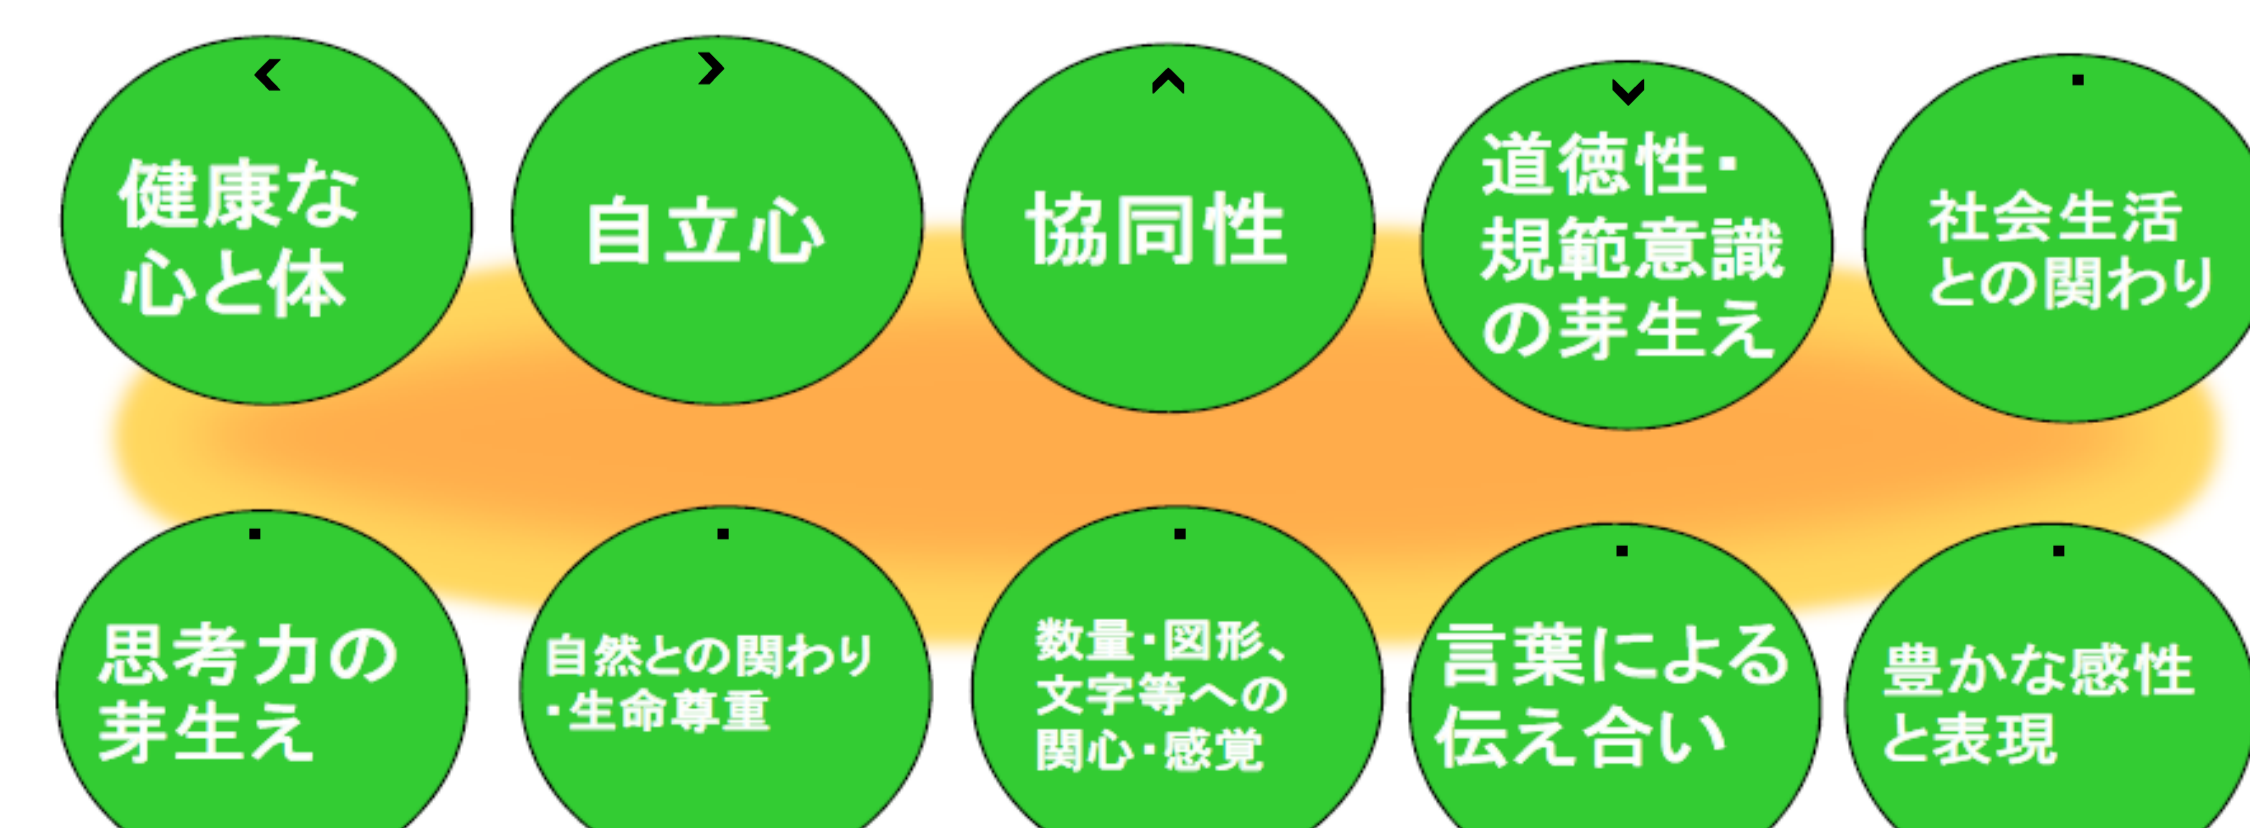 健康な
心と体
自立心
協同性
道徳性・
規範意識
の芽生え
社会生活
との関わり
思考力の
芽生え
自然との関わり
・生命尊重
数量・図形、
文字等への
関心・感覚
言葉による
伝え合い
豊かな感性
と表現